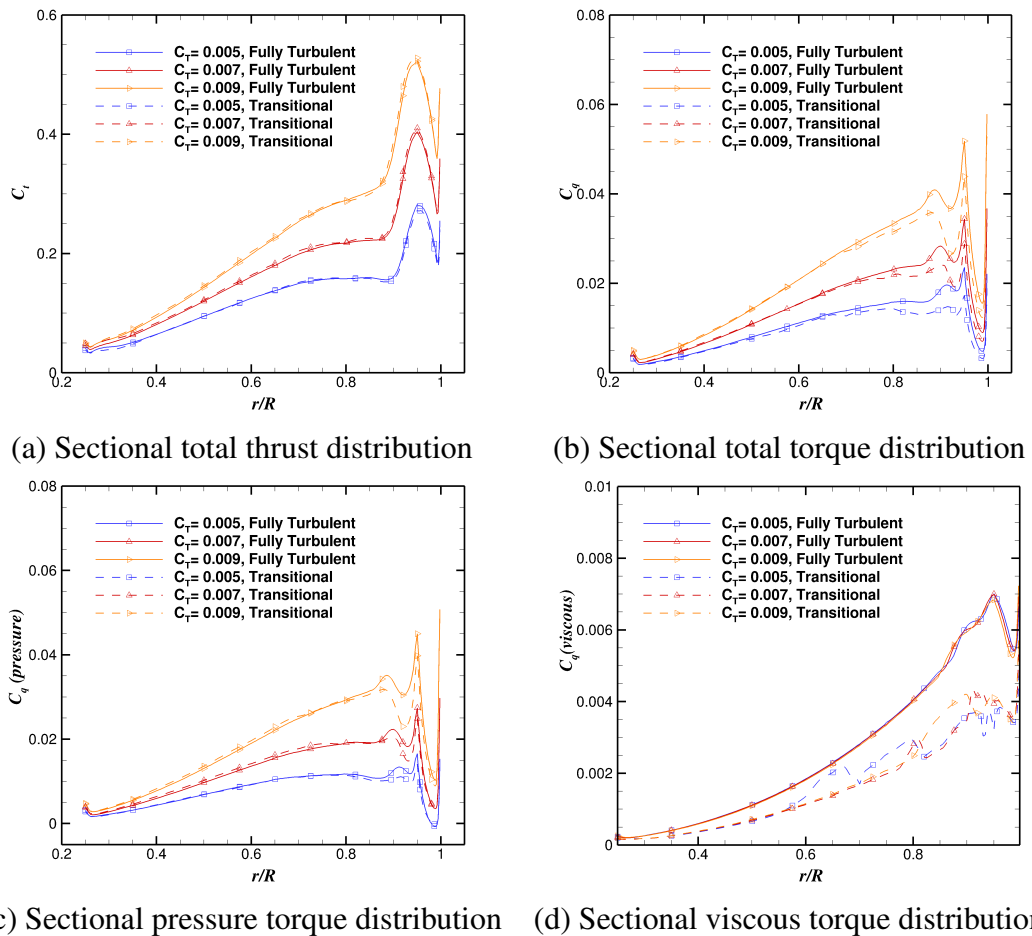 0.6
C_T= 0.005, Fully Turbulent
C_T= 0.007, Fully Turbulent
C_T= 0.009, Fully Turbulent
C_T= 0.005, Transitional
C_T= 0.007, Transitional
C_T= 0.009, Transitional
0.4
C_t
0.2
0
0.2 0.4 0.6 0.8 1
r/R
(a) Sectional total thrust distribution
0.08
C_T= 0.005, Fully Turbulent
C_T= 0.007, Fully Turbulent
C_T= 0.009, Fully Turbulent
C_T= 0.005, Transitional
C_T= 0.007, Transitional
C_T= 0.009, Transitional
0.06
0.04
C_q
0.02
0
0.2 0.4 0.6 0.8 1
r/R
(b) Sectional total torque distribution
0.08
C_T= 0.005, Fully Turbulent
C_T= 0.007, Fully Turbulent
C_T= 0.009, Fully Turbulent
C_T= 0.005, Transitional
C_T= 0.007, Transitional
C_T= 0.009, Transitional
0.06
0.04
C_q (pressure)
0.02
0
0.2 0.4 0.6 0.8 1
r/R
c) Sectional pressure torque distribution
0.01
C_T= 0.005, Fully Turbulent
C_T= 0.007, Fully Turbulent
C_T= 0.009, Fully Turbulent
C_T= 0.005, Transitional
C_T= 0.007, Transitional
C_T= 0.009, Transitional
0.008
0.006
C_q(viscous)
0.004
0.002
0
0.4 0.6 0.8
r/R
(d) Sectional viscous torque distribution